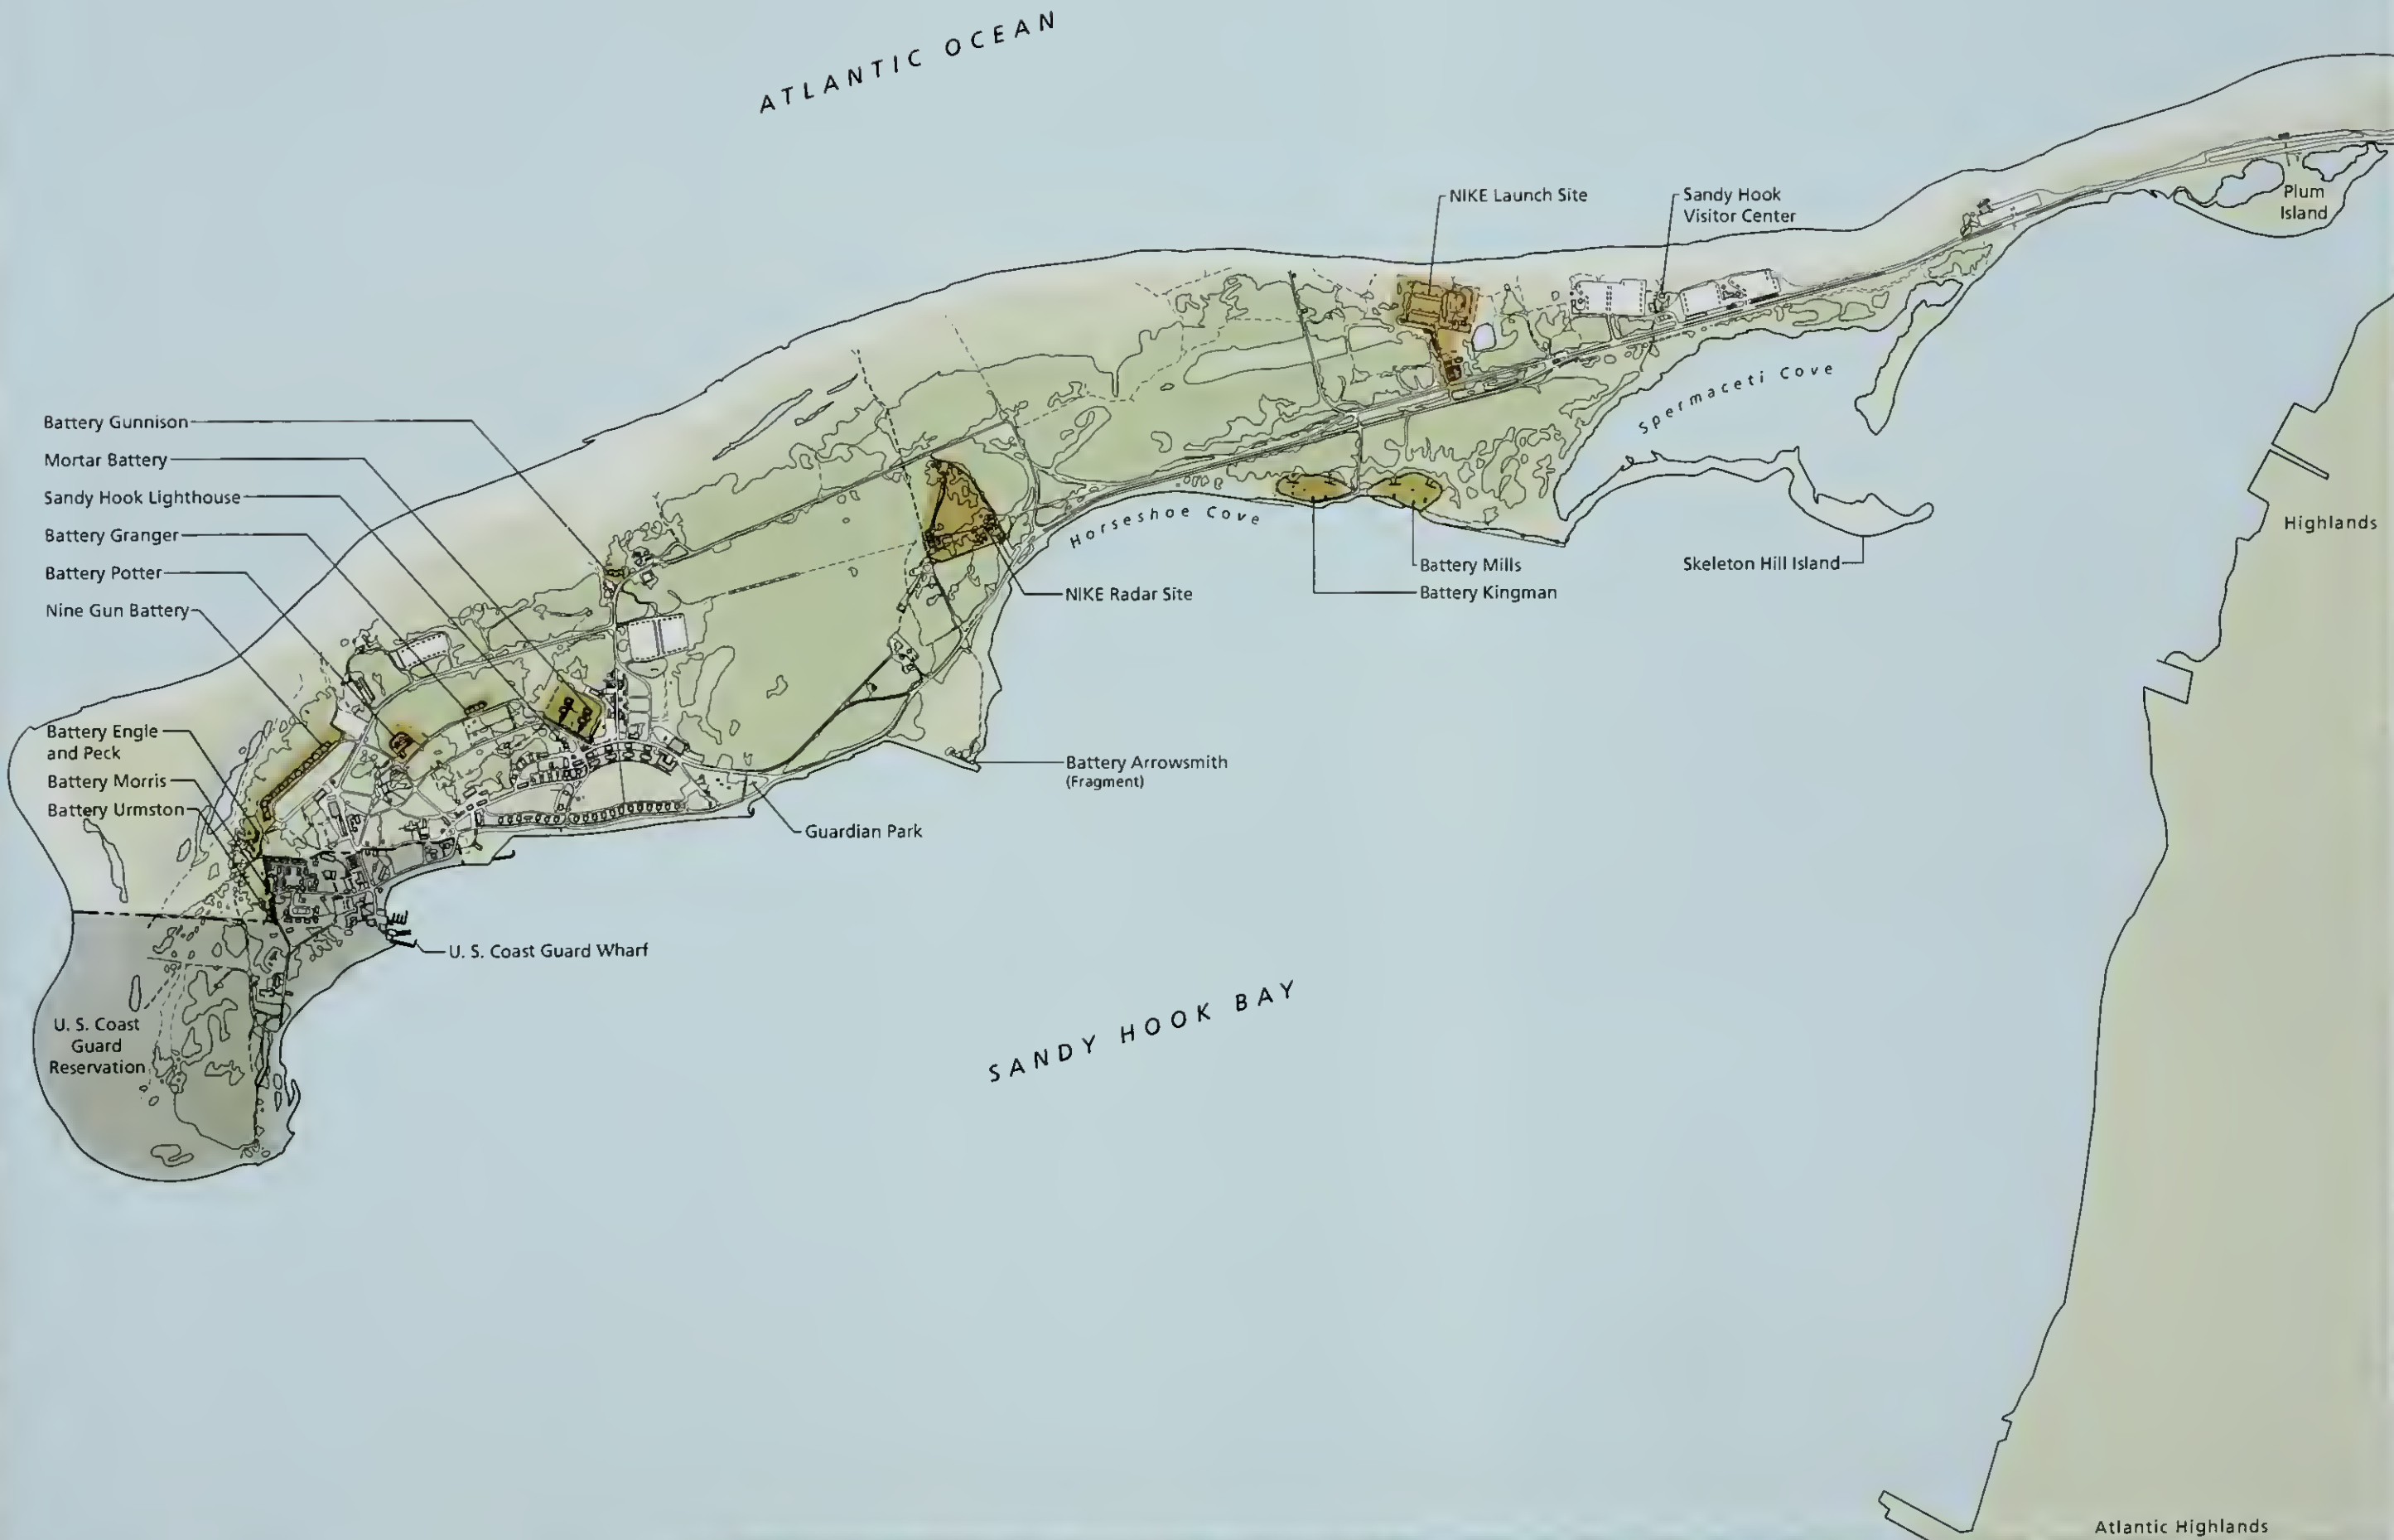 ATLANTIC OCEAN
NIKE Launch Site
Sandy Hook
Visitor Center
Plum
Island
Spermaceti Cove
Battery Gunnison
Mortar Battery
Sandy Hook Lighthouse
Battery Granger
Battery Potter
Nine Gun Battery
Horseshoe Cove
Highlands
Battery Mills
Battery Kingman
Skeleton Hill Island
NIKE Radar Site
Battery Engle
and Peck
Battery Morris
Battery Urmston
Battery Arrowsmith
(Fragment)
Guardian Park
U. S. Coast Guard Wharf
SANDY HOOK BAY
U. S. Coast
Guard
Reservation
Atlantic Highlands